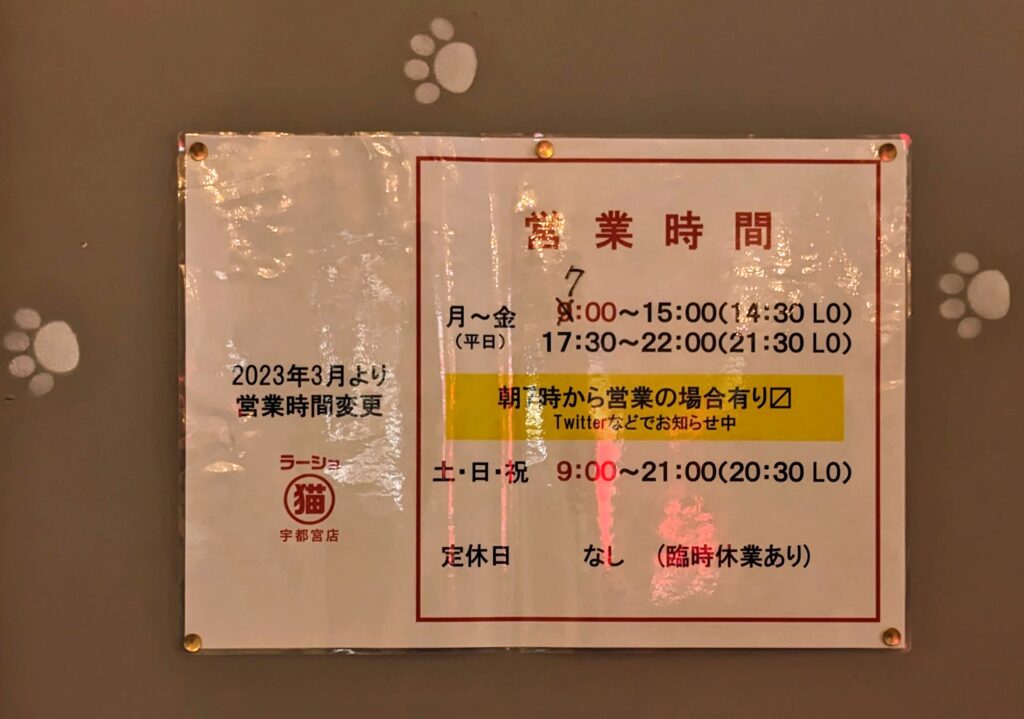 2023年3月より
営業時間変更
ラーショ
猫
宇都宮店
営業時間
7
月～金 9:00～15:00(14:30 LO)
(平日) 17:30～22:00(21:30 LO)
朝7時から営業の場合有り〼
Twitterなどでお知らせ中
土・日・祝 9:00～21:00(20:30 LO)
定休日 なし (臨時休業あり)